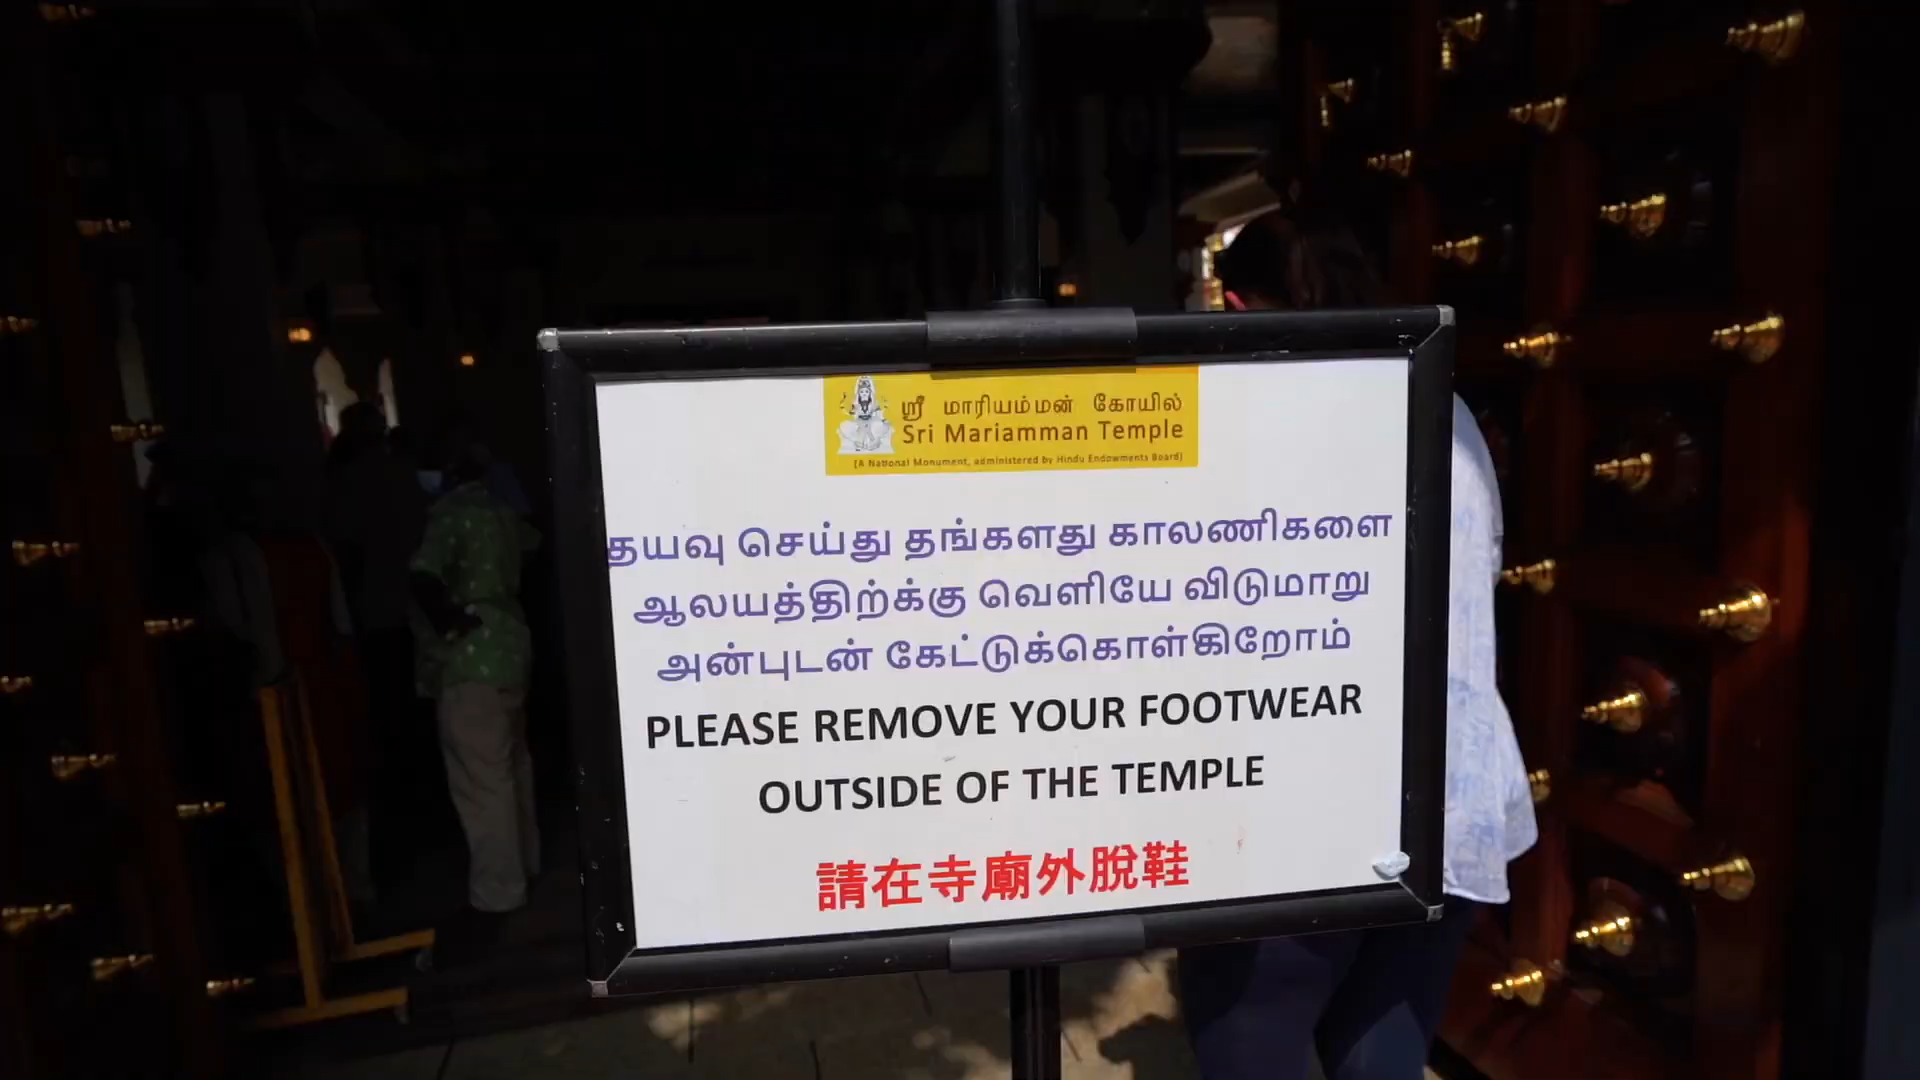 ஸ்ரீ மாரியம்மன் கோயில்
Sri Mariamman Temple
(A National Monument, administered by Hindu Endowments Board)
தயவு செய்து தங்களது காலணிகளை
ஆலயத்திற்க்கு வெளியே விடுமாறு
அன்புடன் கேட்டுக்கொள்கிறோம்
PLEASE REMOVE YOUR FOOTWEAR
OUTSIDE OF THE TEMPLE
請在寺廟外脫鞋